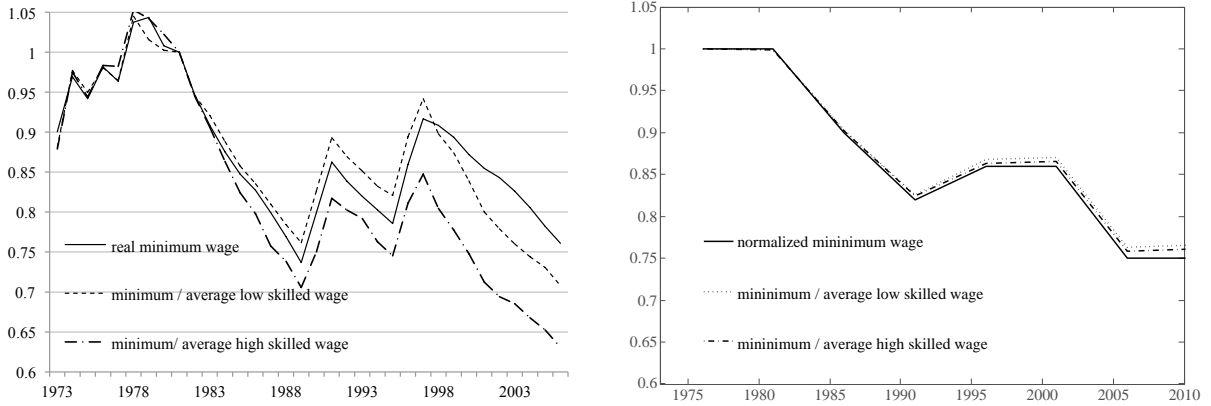 1.05
1
0.95
0.9
0.85
0.8
0.75
0.7
0.65
0.6
real minimum wage
minimum / average low skilled wage
minimum/ average high skilled wage
1973 1978 1983 1988 1993 1998 2003
1.05
1
0.95
0.9
0.85
0.8
0.75
0.7
0.65
0.6
normalized mininimum wage
mininimum / average low skilled wage
mininimum / average high skilled wage
1975 1980 1985 1990 1995 2000 2005 2010